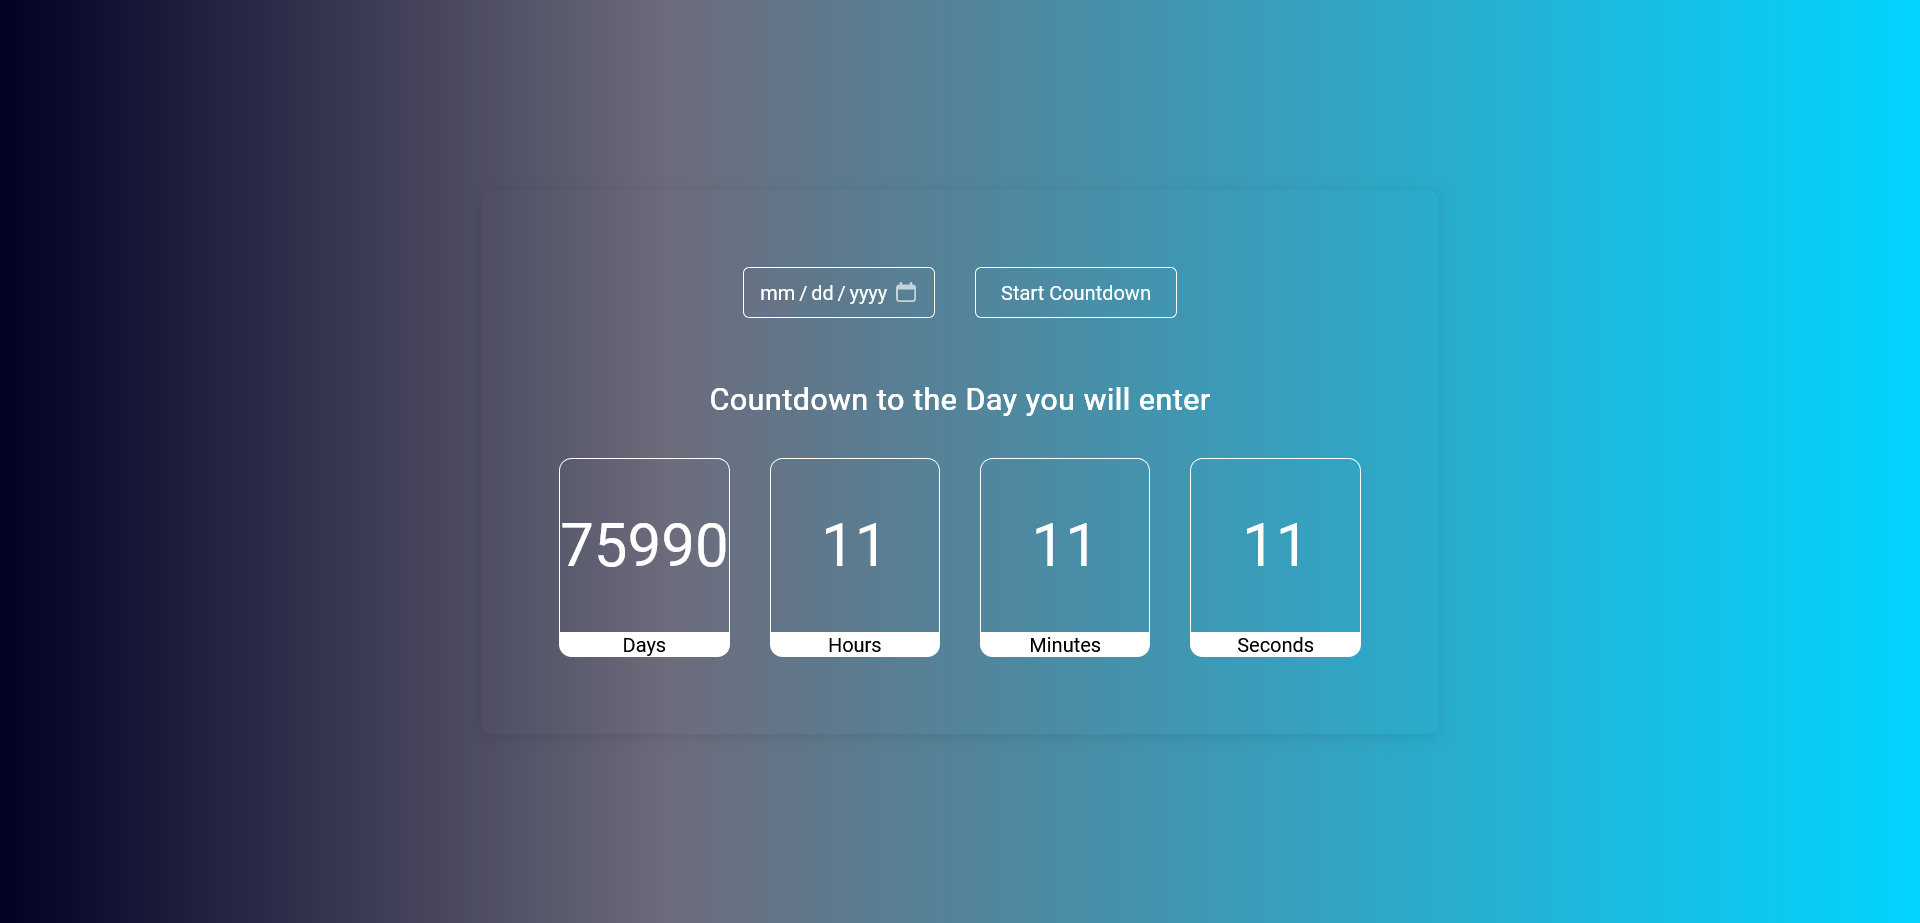 mm / dd / yyyy
Start Countdown
Countdown to the Day you will enter
75990
11
11
11
Days
Hours
Minutes
Seconds